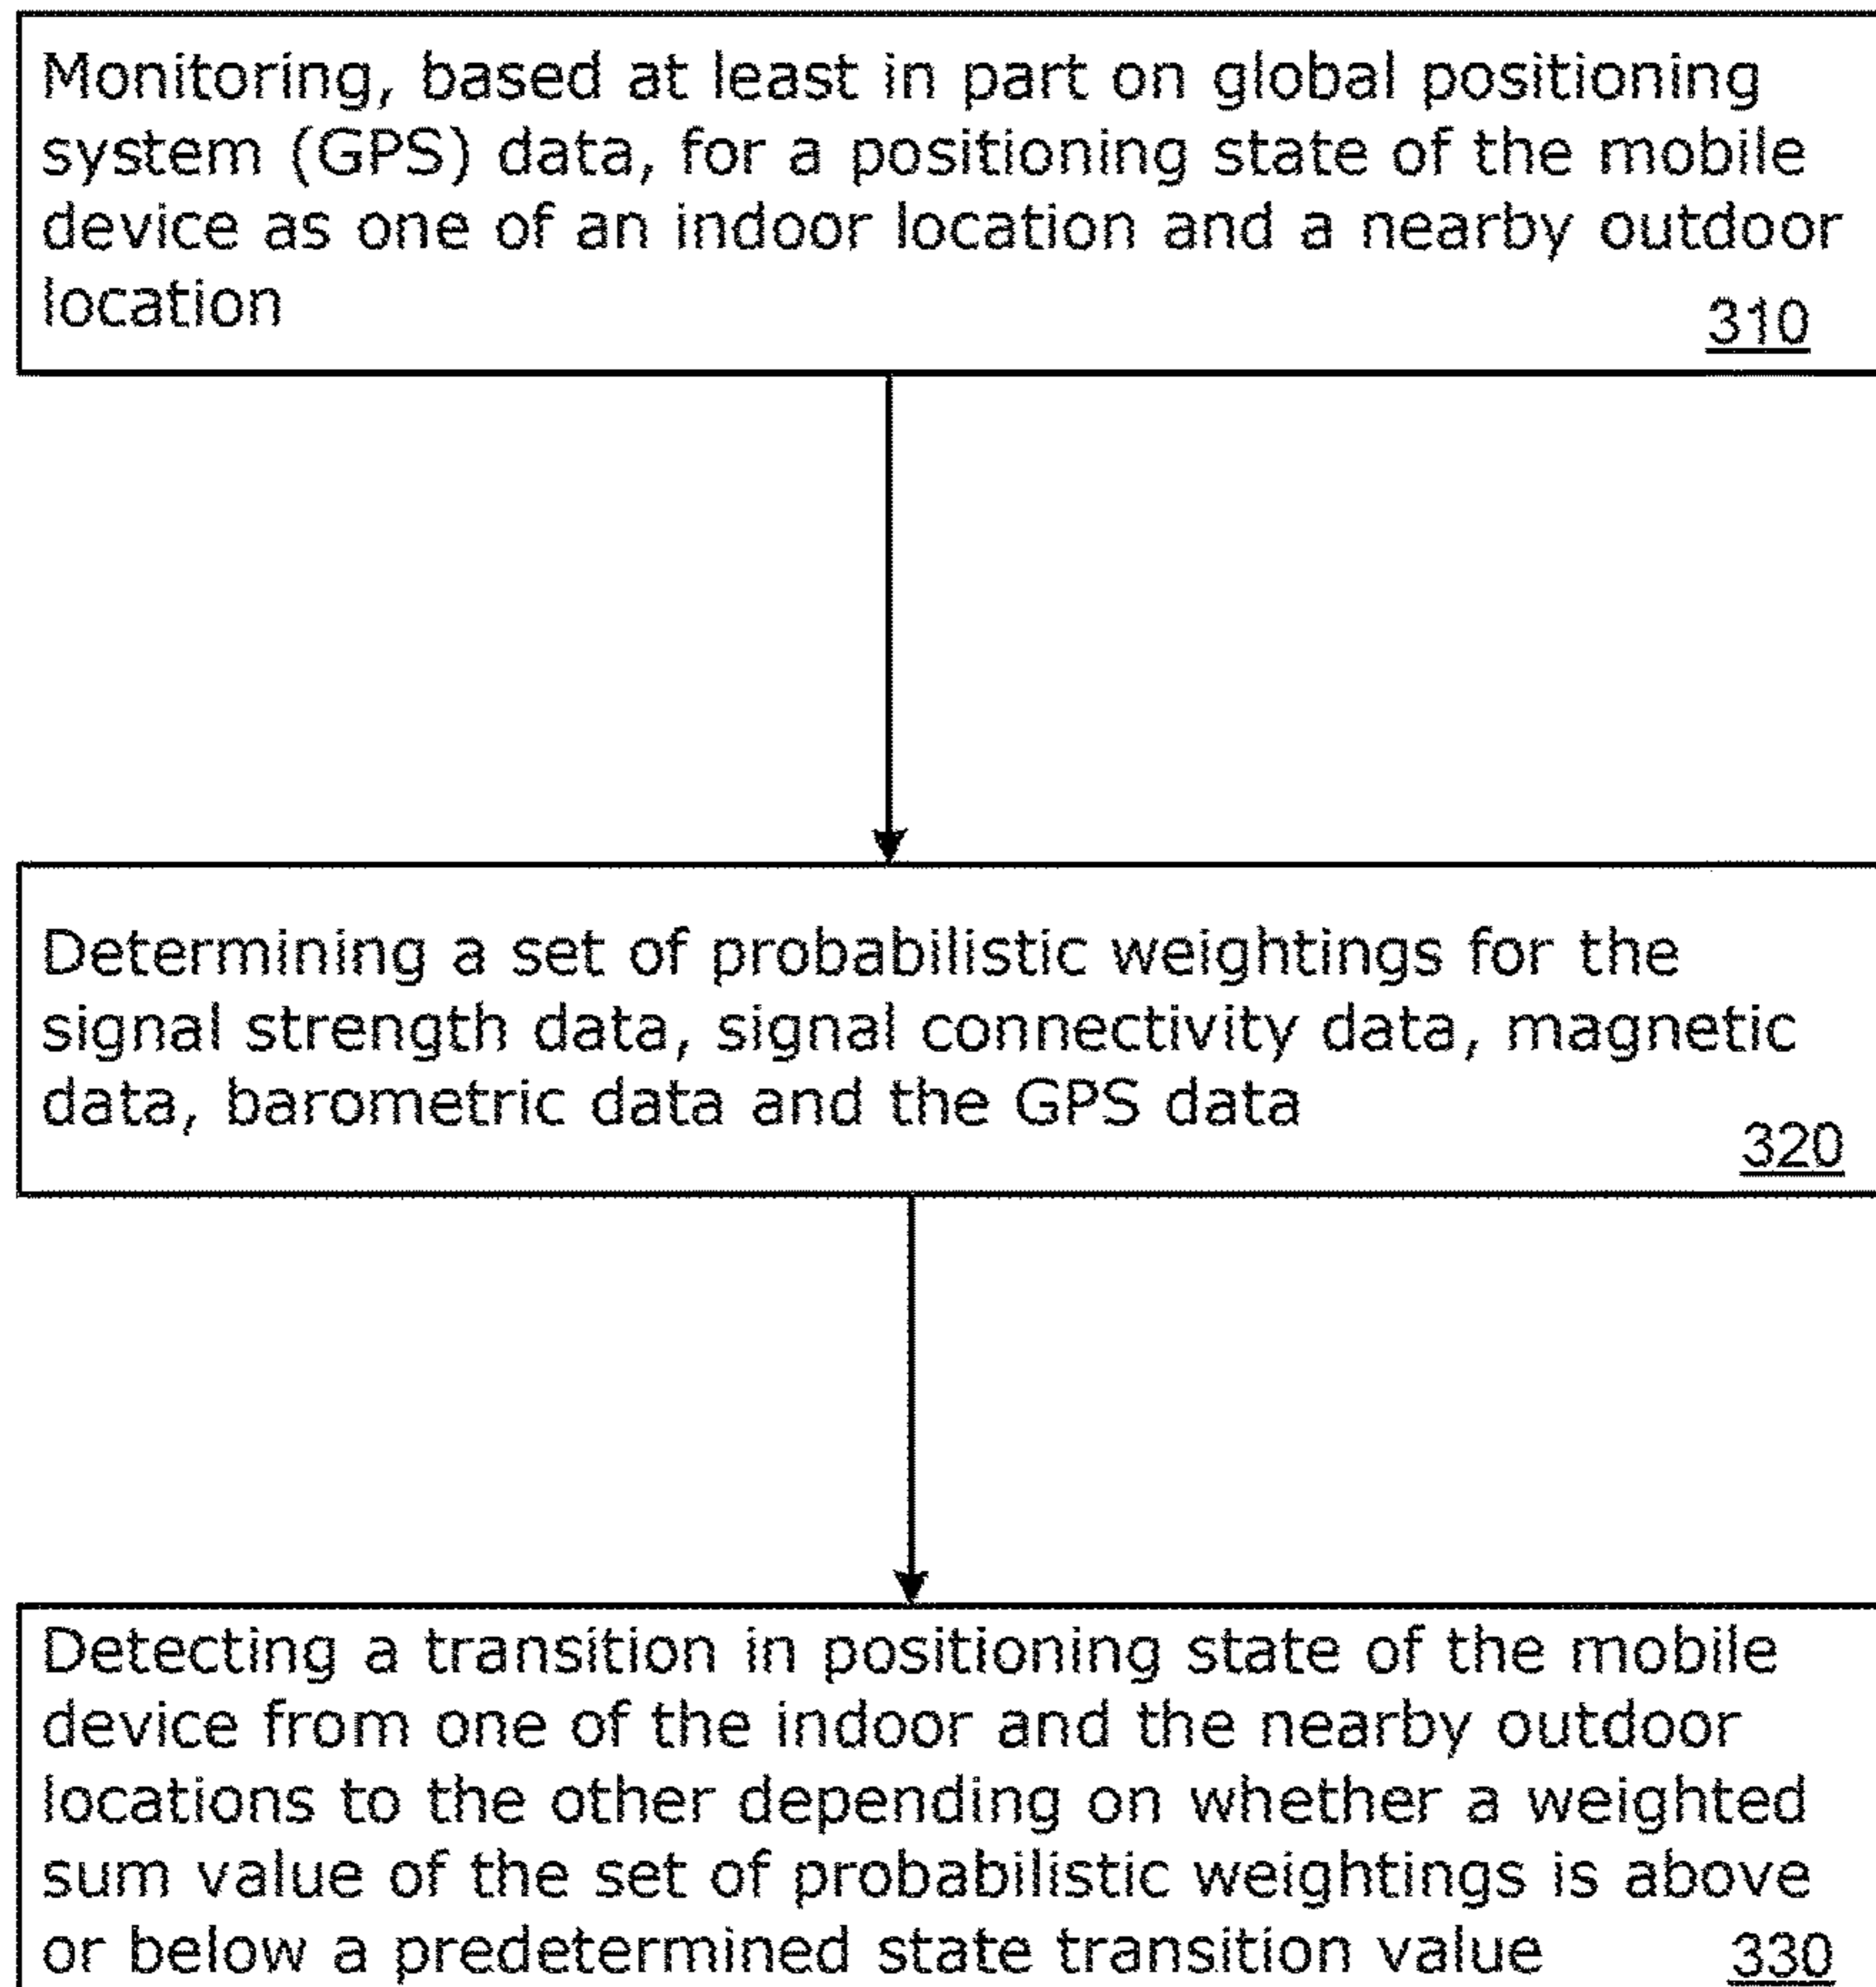 Monitoring, based at least in part on global positioning
system (GPS) data, for a positioning state of the mobile
device as one of an indoor location and a nearby outdoor
location
310
Determining a set of probabilistic weightings for the
signal strength data, signal connectivity data, magnetic
data, barometric data and the GPS data
320
Detecting a transition in positioning state of the mobile
device from one of the indoor and the nearby outdoor
locations to the other depending on whether a weighted
sum value of the set of probabilistic weightings is above
or below a predetermined state transition value 330